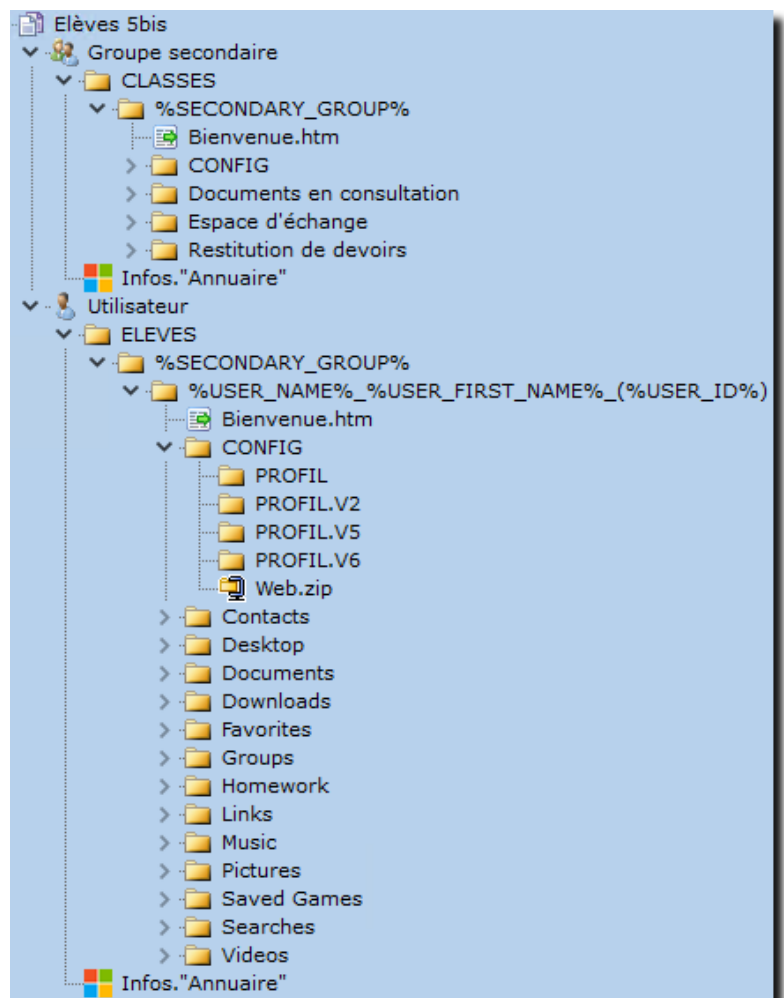 Elèves 5bis
Groupe secondaire
CLASSES
%SECONDARY_GROUP%
Bienvenue.htm
CONFIG
Documents en consultation
Espace d'échange
Restitution de devoirs
Infos."Annuaire"
Utilisateur
ELEVES
%SECONDARY_GROUP%
%USER_NAME%_%USER_FIRST_NAME%_(%USER_ID%)
Bienvenue.htm
CONFIG
PROFIL
PROFIL.V2
PROFIL.V5
PROFIL.V6
Web.zip
Contacts
Desktop
Documents
Downloads
Favorites
Groups
Homework
Links
Music
Pictures
Saved Games
Searches
Videos
Infos."Annuaire"